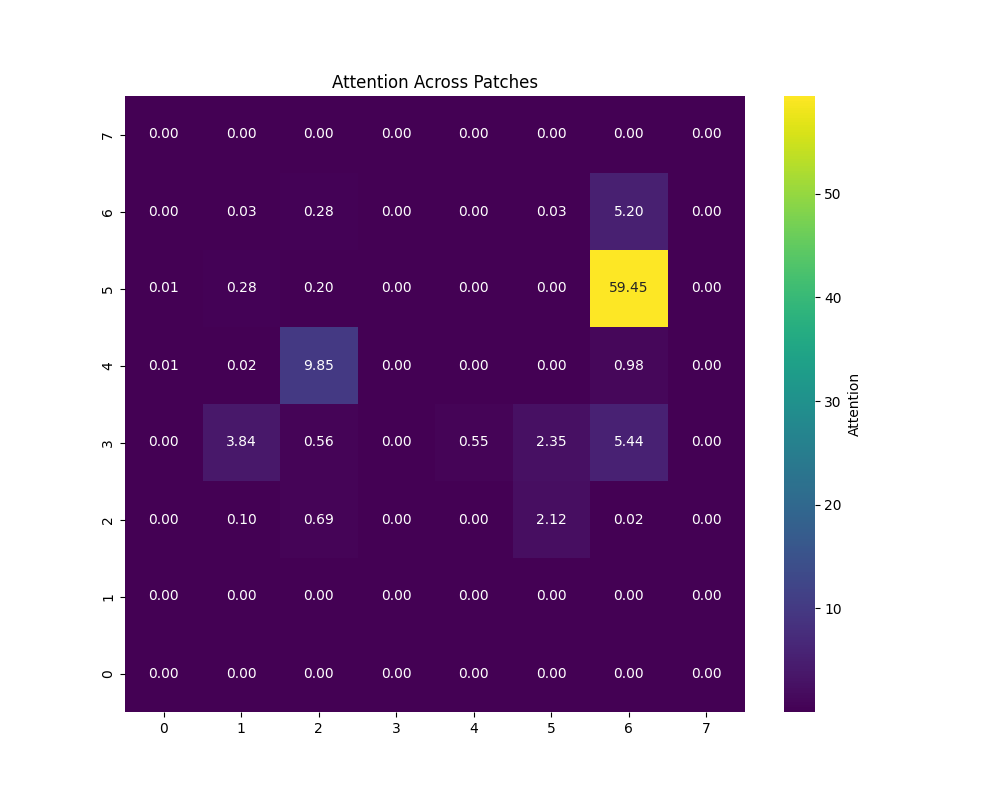 Attention Across Patches
7 0.00 0.00 0.00 0.00 0.00 0.00 0.00 0.00
6 0.00 0.03 0.28 0.00 0.00 0.03 5.20 0.00
5 0.01 0.28 0.20 0.00 0.00 0.00 59.45 0.00
4 0.01 0.02 9.85 0.00 0.00 0.00 0.98 0.00
3 0.00 3.84 0.56 0.00 0.55 2.35 5.44 0.00
2 0.00 0.10 0.69 0.00 0.00 2.12 0.02 0.00
1 0.00 0.00 0.00 0.00 0.00 0.00 0.00 0.00
0 0.00 0.00 0.00 0.00 0.00 0.00 0.00 0.00
0 1 2 3 4 5 6 7
50
40
30
20
10
Attention